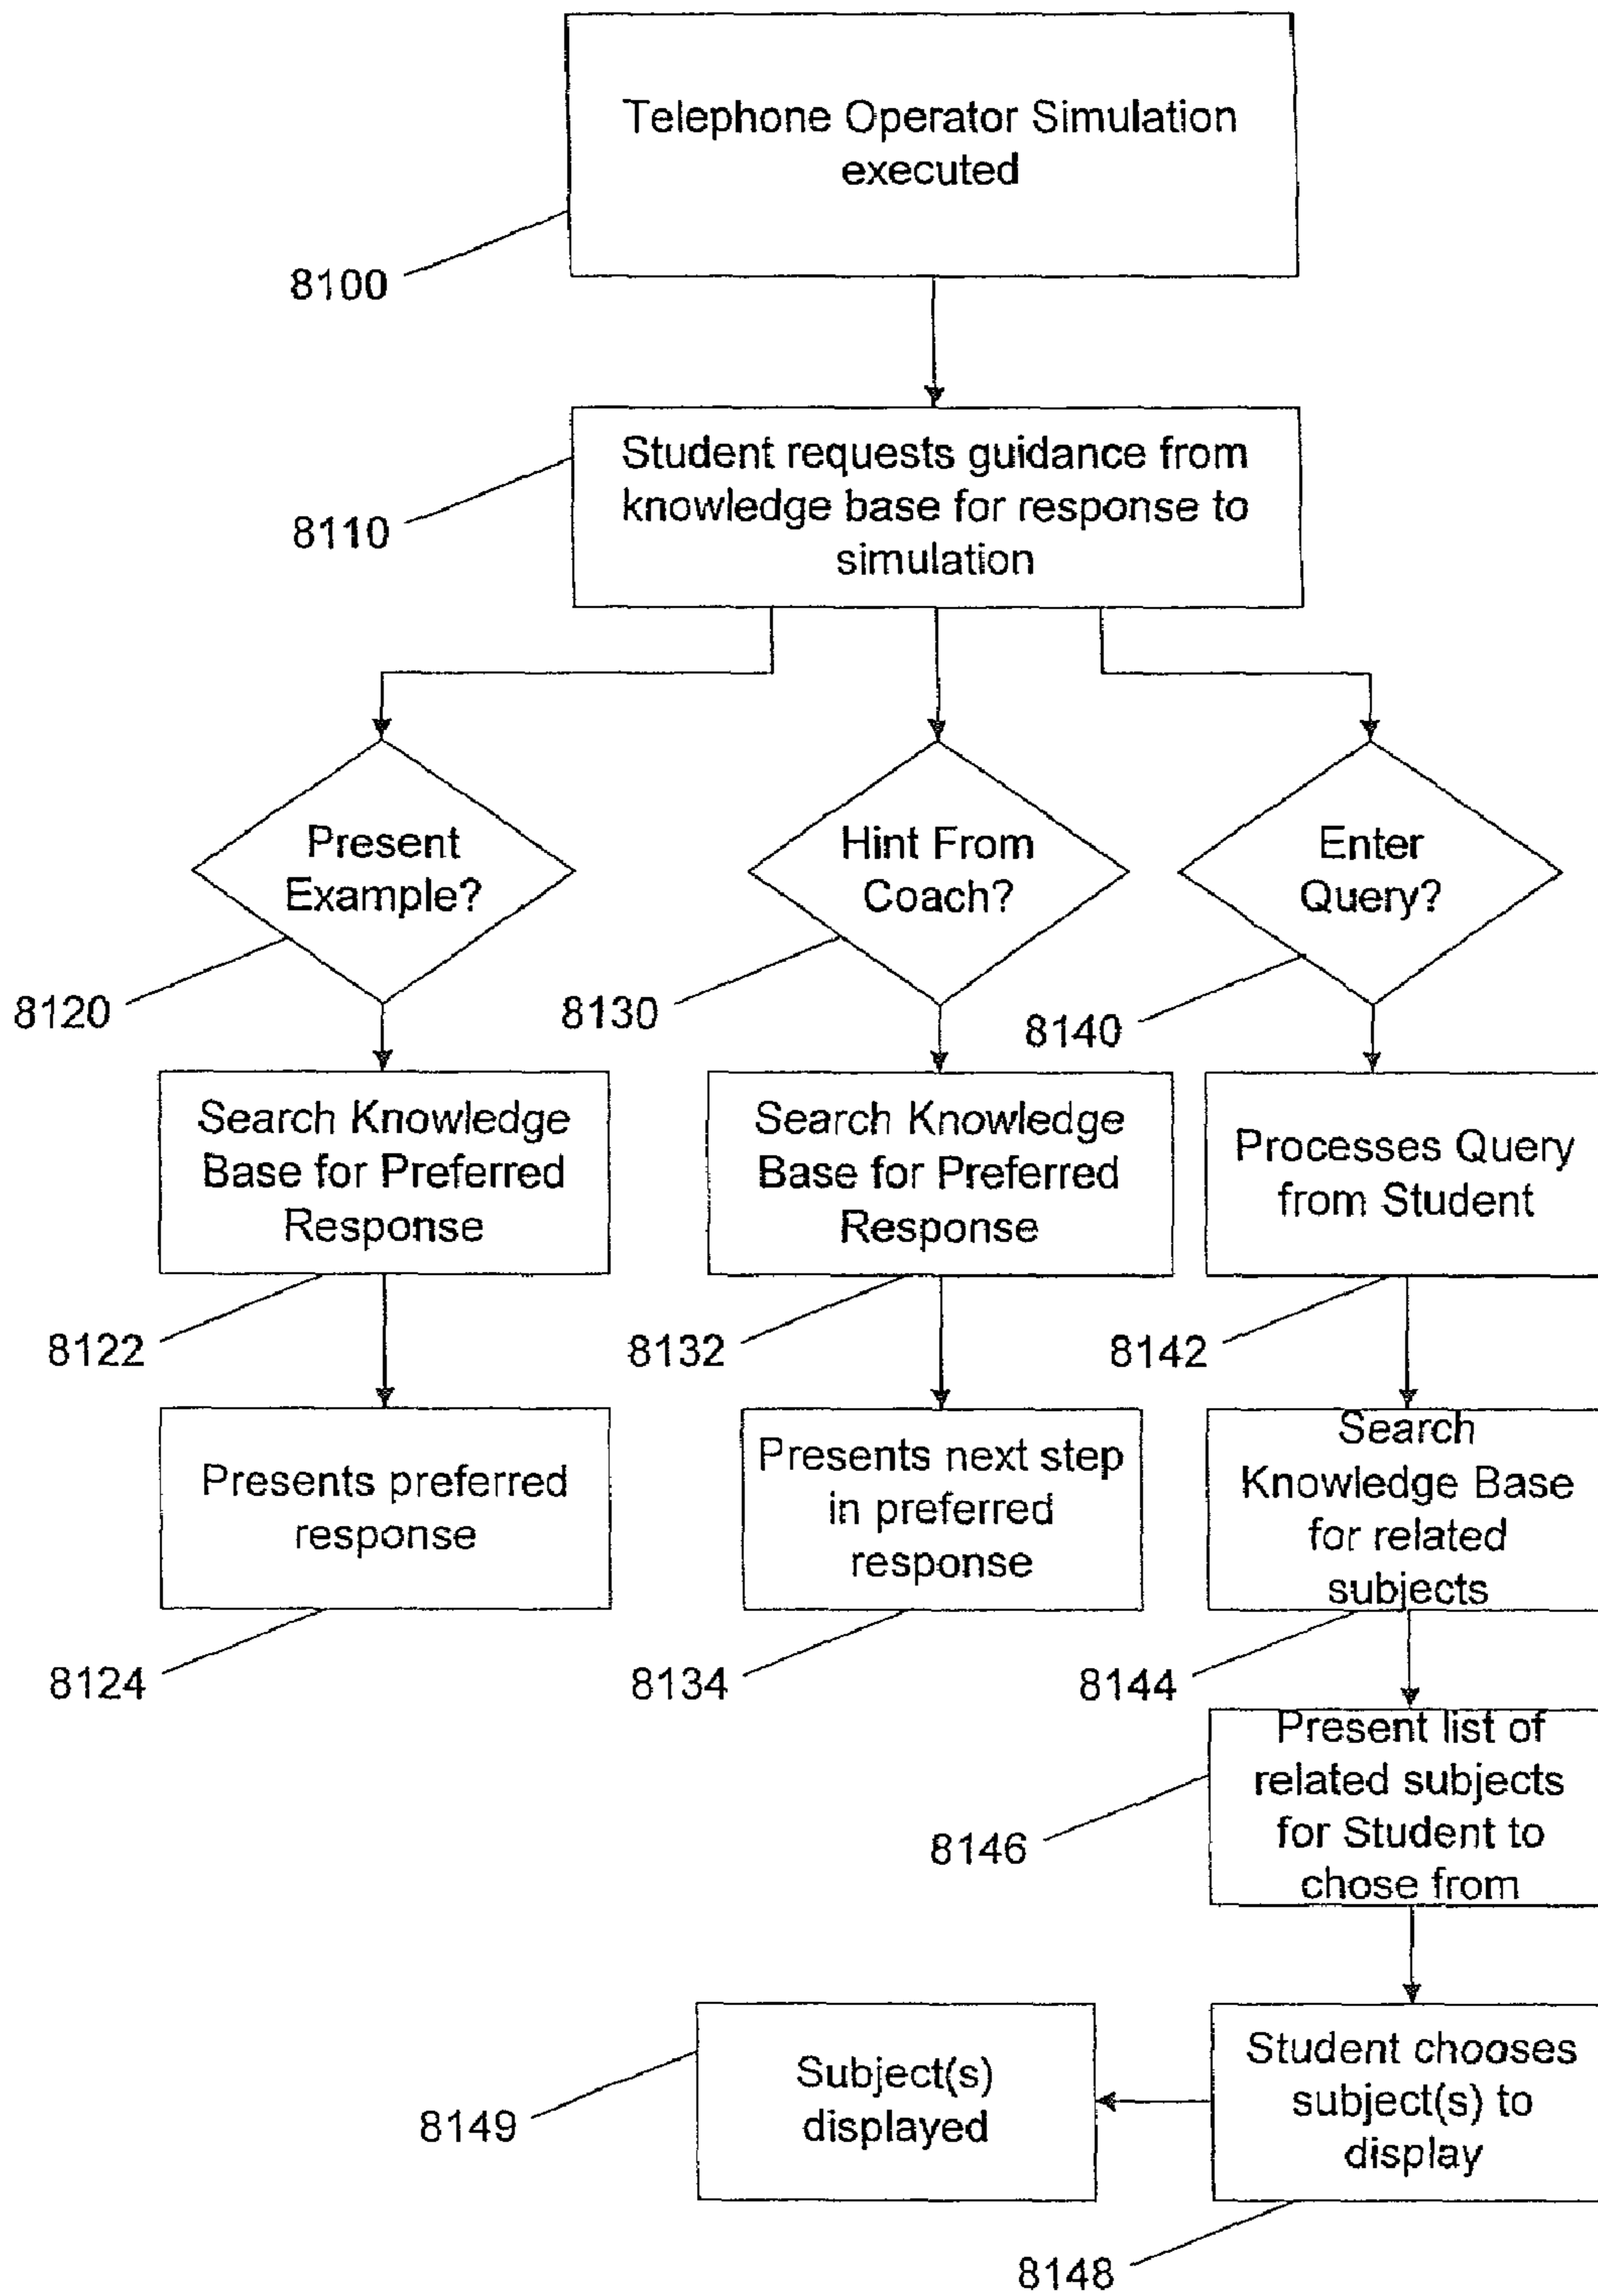 Telephone Operator Simulation
executed
8100
Student requests guidance from
knowledge base for response to
simulation
8110
Present
Example?
8120
Hint From
Coach?
8130
Enter
Query?
8140
Search Knowledge
Base for Preferred
Response
8122
Search Knowledge
Base for Preferred
Response
8132
Processes Query
from Student
8142
Presents preferred
response
8124
Presents next step
in preferred
response
8134
Search
Knowledge Base
for related
subjects
8144
Present list of
related subjects
for Student to
chose from
8146
Student chooses
subject(s) to
display
8148
Subject(s)
displayed
8149